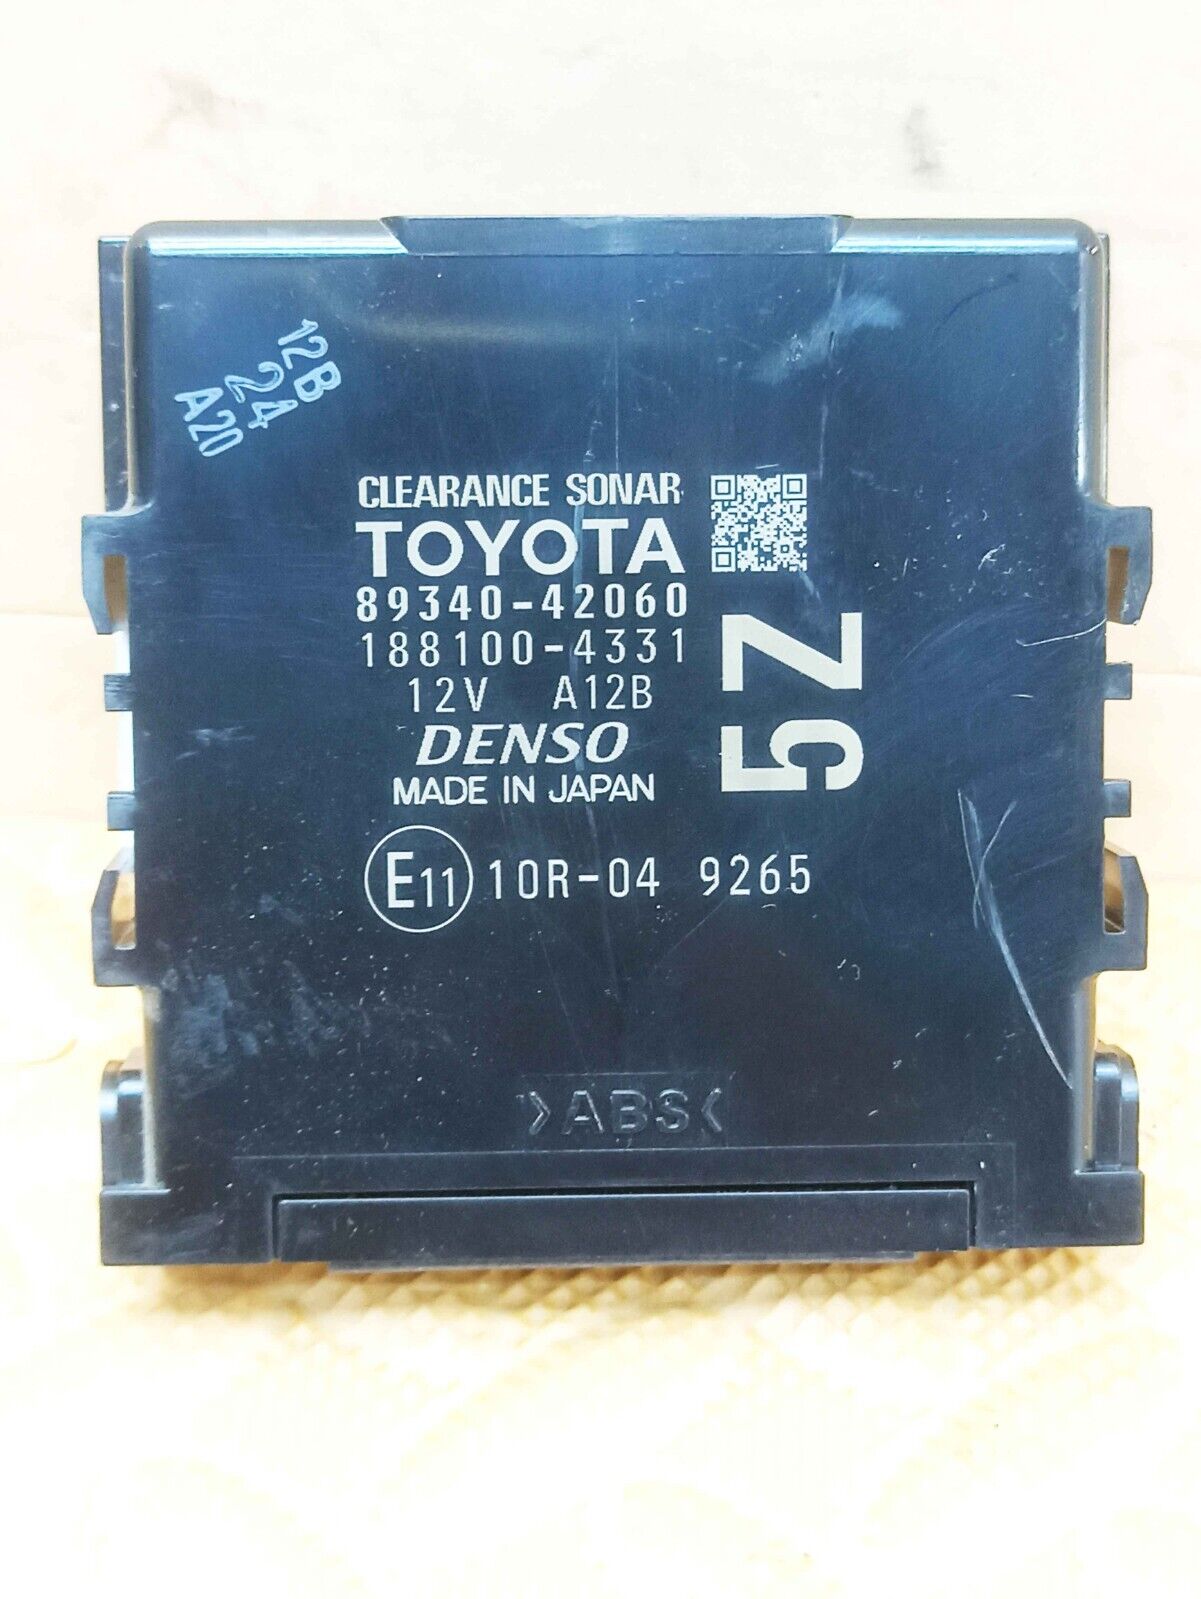 12B
24
A20
CLEARANCE SONAR
TOYOTA
89340-42060
188100-4331
12V A12B
DENSO
MADE IN JAPAN
5Z
E11 10R-04 9265
>ABS<